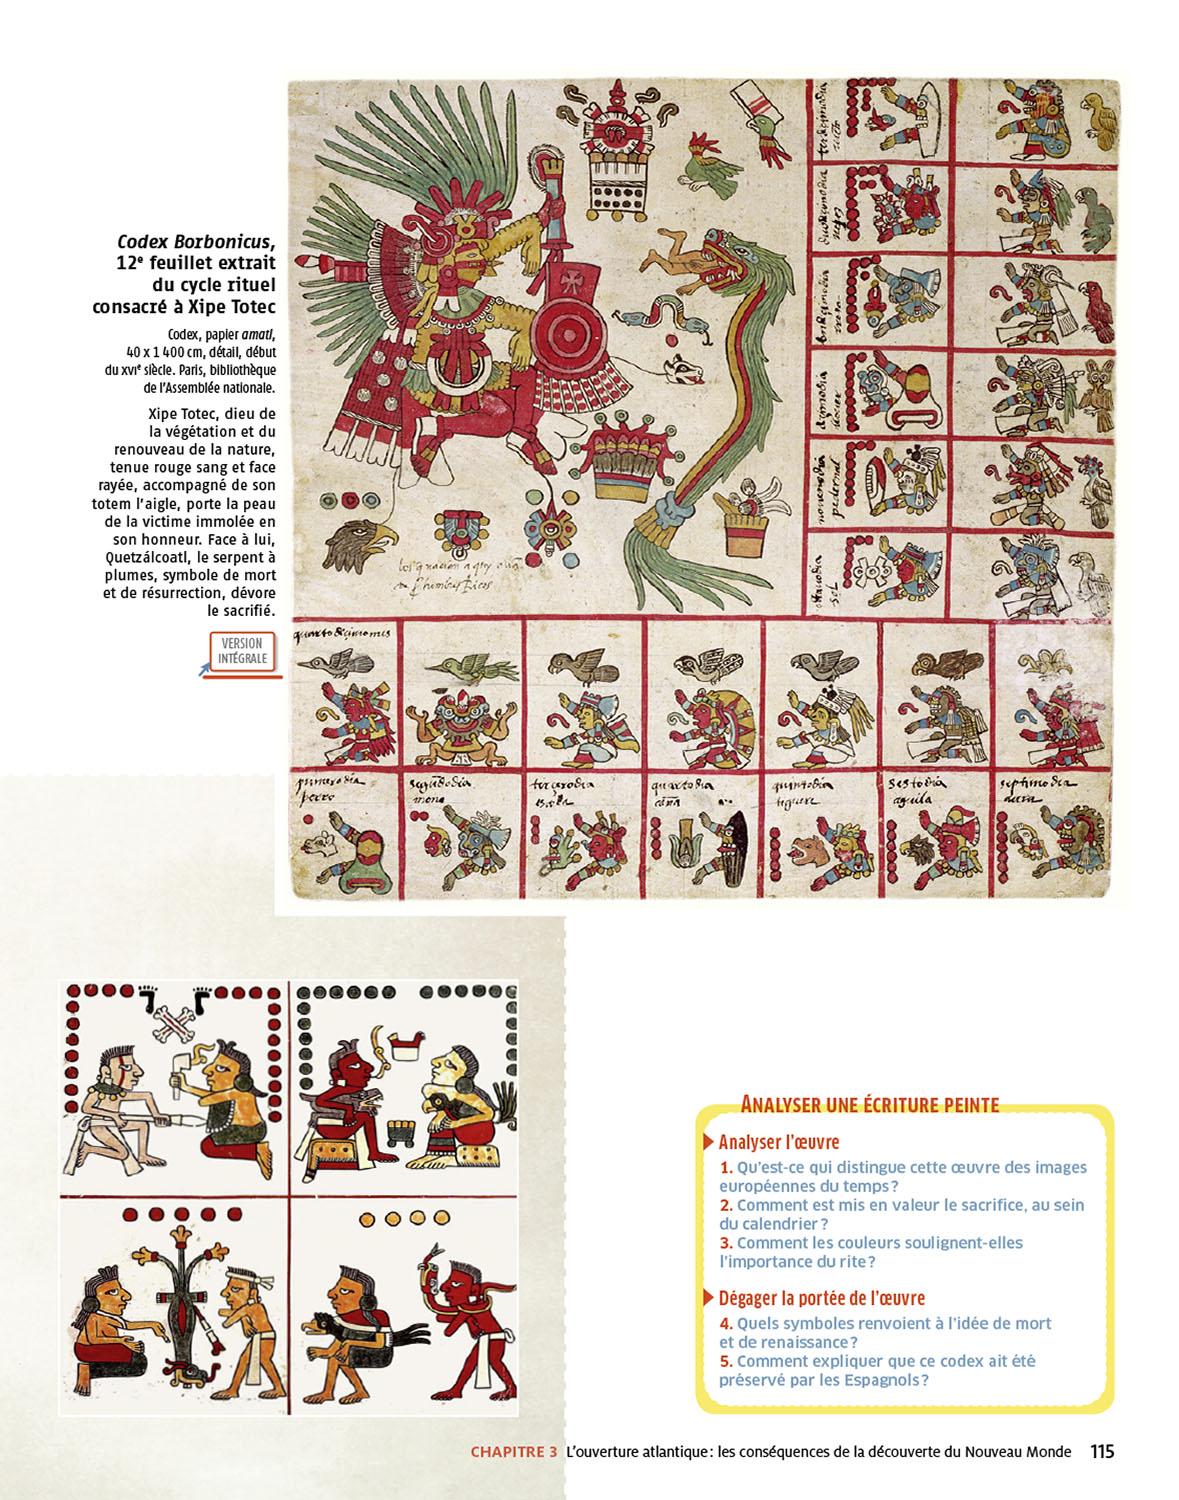 Codex Borbonicus,
12e feuillet extrait
du cycle rituel
consacré à Xipe Totec
Codex, papier amatl,
40 x 1 400 cm, détail, début
du XVIe siècle. Paris, bibliothèque
de l'Assemblée nationale.
Xipe Totec, dieu de
la végétation et du
renouveau de la nature,
tenue rouge sang et face
rayée, accompagné de son
totem l'aigle, porte la peau
de la victime immolée en
son honneur. Face à lui,
Quetzálcoatl, le serpent à
plumes, symbole de mort
et de résurrection, dévore
le sacrifié.
VERSION
INTÉGRALE
primero dia
perro
segūdo dia
mona
tercero dia
quarto dia
caña
quinto dia
tiguere
sesto dia
aguila
septimo dia
noueno dia
pedernal
ANALYSER UNE ÉCRITURE PEINTE
Analyser l'œuvre
1. Qu'est-ce qui distingue cette œuvre des images
européennes du temps ?
2. Comment est mis en valeur le sacrifice, au sein
du calendrier ?
3. Comment les couleurs soulignent-elles
l'importance du rite ?
Dégager la portée de l'œuvre
4. Quels symboles renvoient à l'idée de mort
et de renaissance ?
5. Comment expliquer que ce codex ait été
préservé par les Espagnols ?
CHAPITRE 3 L'ouverture atlantique : les conséquences de la découverte du Nouveau Monde 115